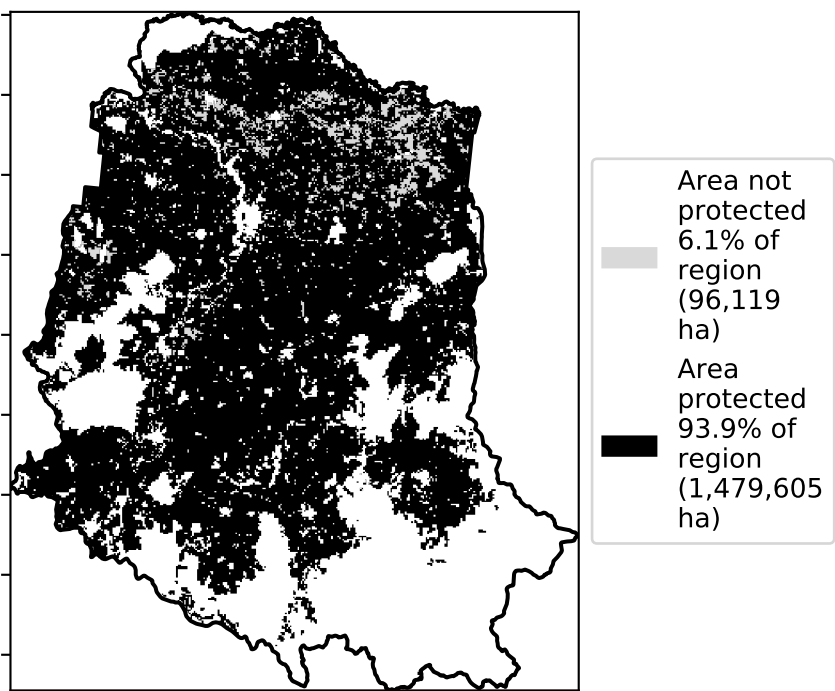 Area not
protected
6.1% of
region
(96,119
ha)
Area
protected
93.9% of
region
(1,479,605
ha)